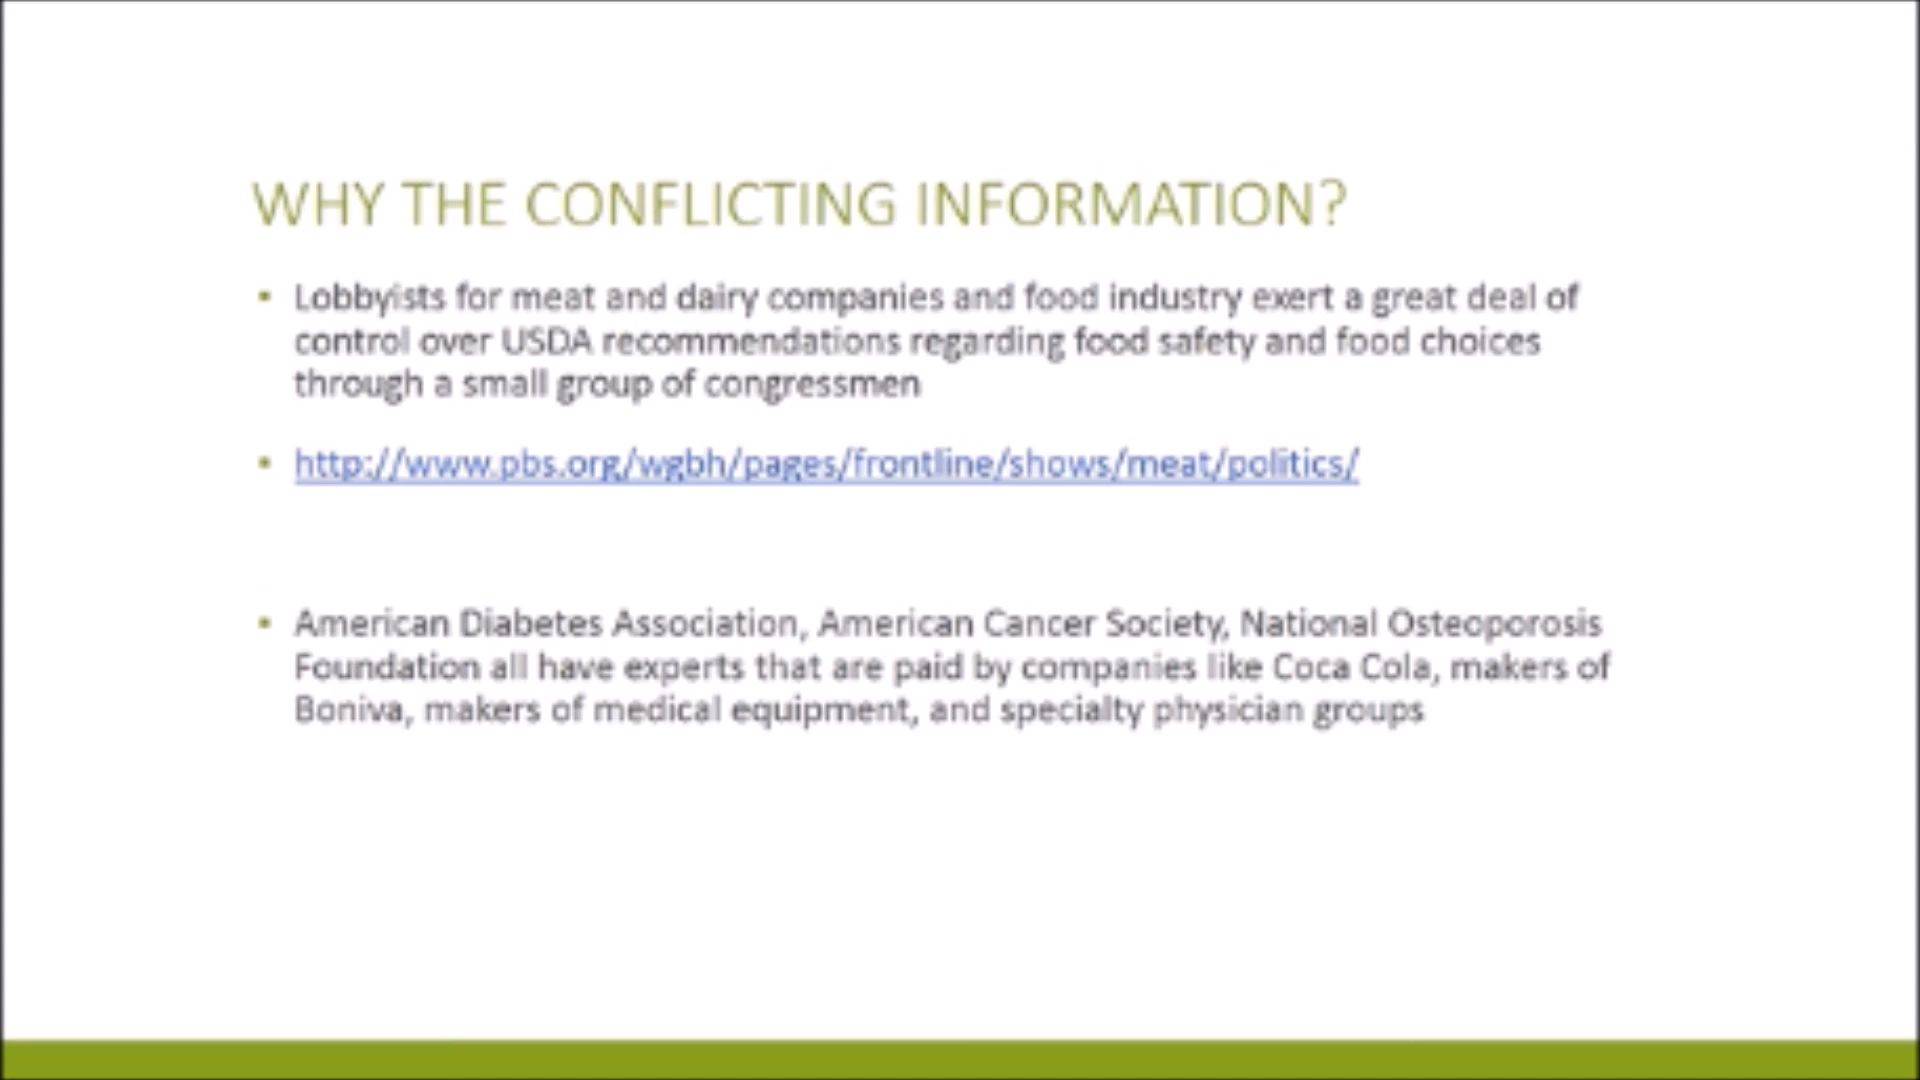 WHY THE CONFLICTING INFORMATION?
▪ Lobbyists for meat and dairy companies and food industry exert a great deal of
control over USDA recommendations regarding food safety and food choices
through a small group of congressmen
▪ http://www.pbs.org/wgbh/pages/frontline/shows/meat/politics/
▪ American Diabetes Association, American Cancer Society, National Osteoporosis
Foundation all have experts that are paid by companies like Coca Cola, makers of
Boniva, makers of medical equipment, and specialty physician groups